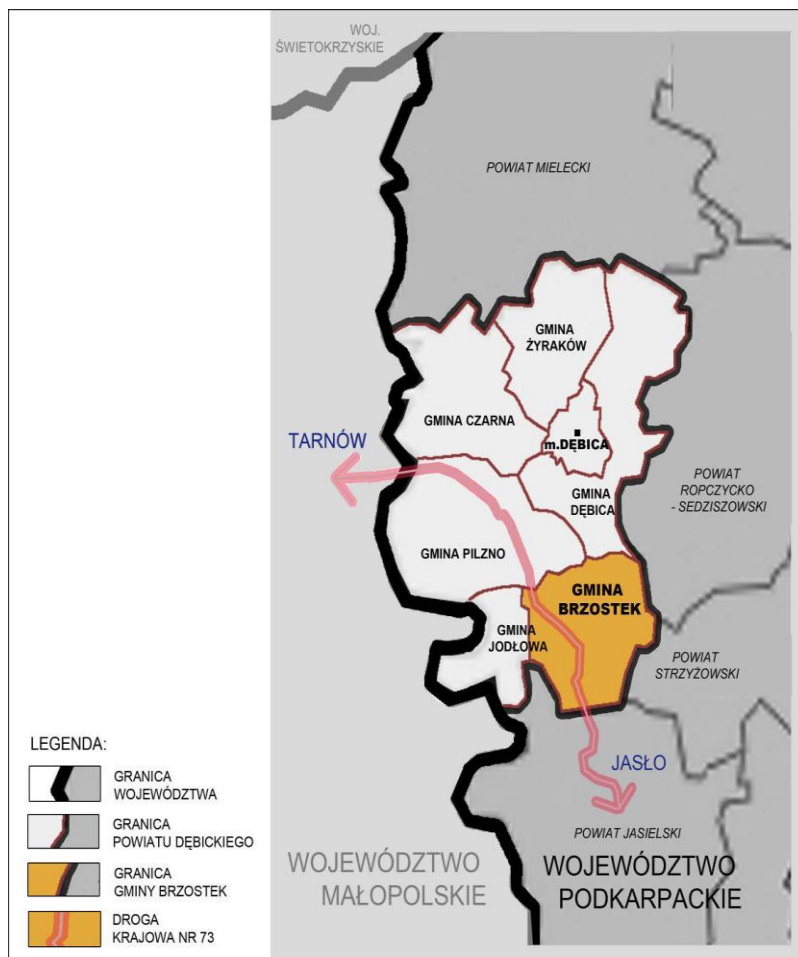 WOJ.
ŚWIETOKRZYSKIE
POWIAT MIELECKI
GMINA
ŻYRAKÓW
GMINA CZARNA
TARNÓW
m.DĘBICA
POWIAT
ROPCZYCKO
- SEDZISZOWSKI
GMINA
DĘBICA
GMINA PILZNO
GMINA
BRZOSTEK
GMINA
JODŁOWA
POWIAT
STRZYŻOWSKI
JASŁO
POWIAT JASIELSKI
WOJEWÓDZTWO
MAŁOPOLSKIE
WOJEWÓDZTWO
PODKARPACKIE
LEGENDA:
GRANICA
WOJEWÓDZTWA
GRANICA
POWIATU DĘBICKIEGO
GRANICA
GMINY BRZOSTEK
DROGA
KRAJOWA NR 73